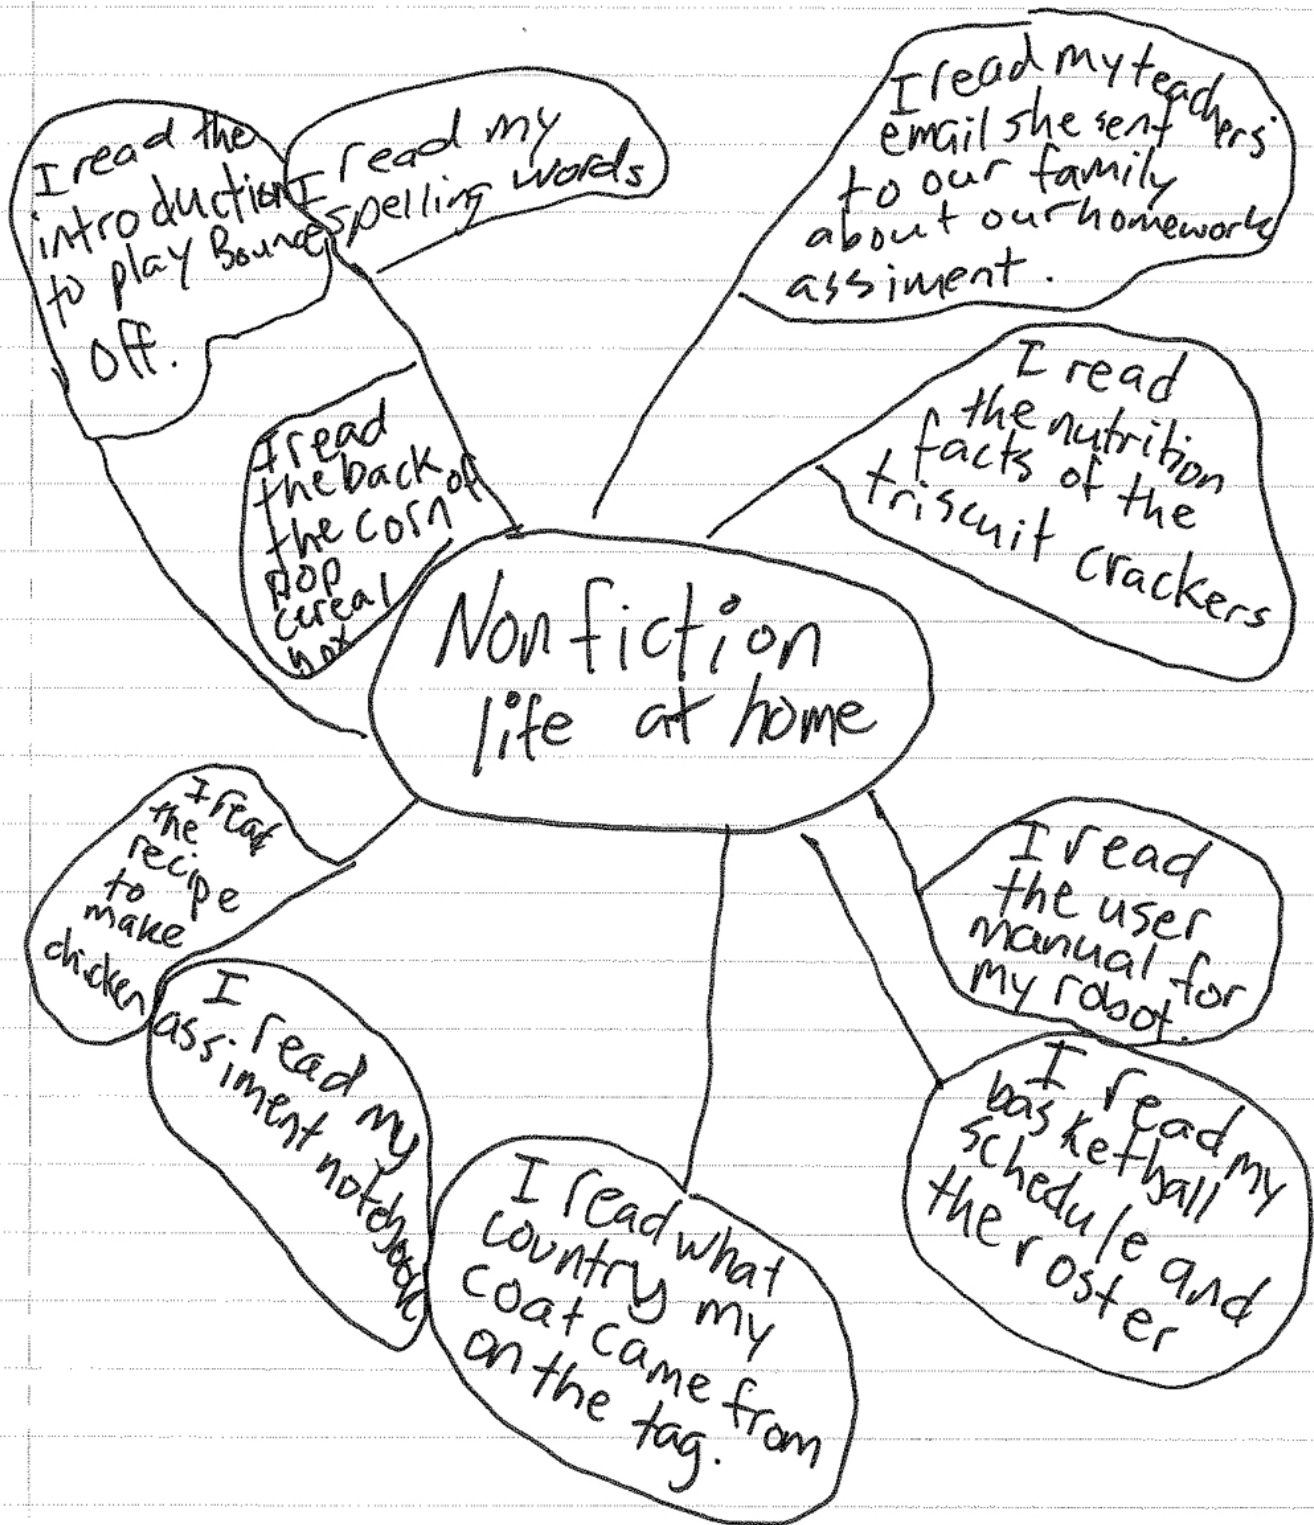 I read the
introduction
to play Bounce
off.
I read my
spelling words
I read my teachers
email she sent
to our family
about our homework
assiment.
I read
the nutrition
facts of the
triscuit crackers
I read
the back of
the corn
pop
cereal
box
Nonfiction
life at home
I read
the
recipe
to
make
chicken
I read my
assiment notebook
I read what
country my
coat came from
on the tag.
I read
the user
manual for
my robot.
I read my
basketball
schedule and
the roster